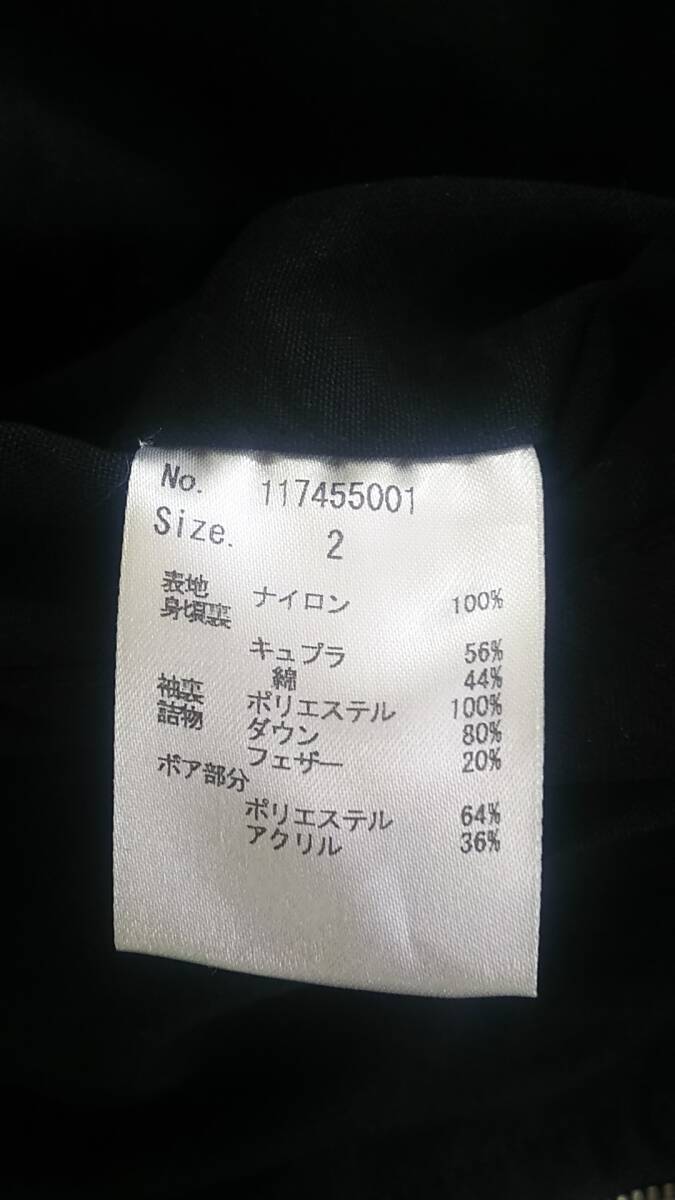 No. 117455001
Size. 2
表地 ナイロン 100%
身頃裏
キュプラ 56%
綿 44%
袖裏 ポリエステル 100%
詰物 ダウン 80%
フェザー 20%
ボア部分
ポリエステル 64%
アクリル 36%